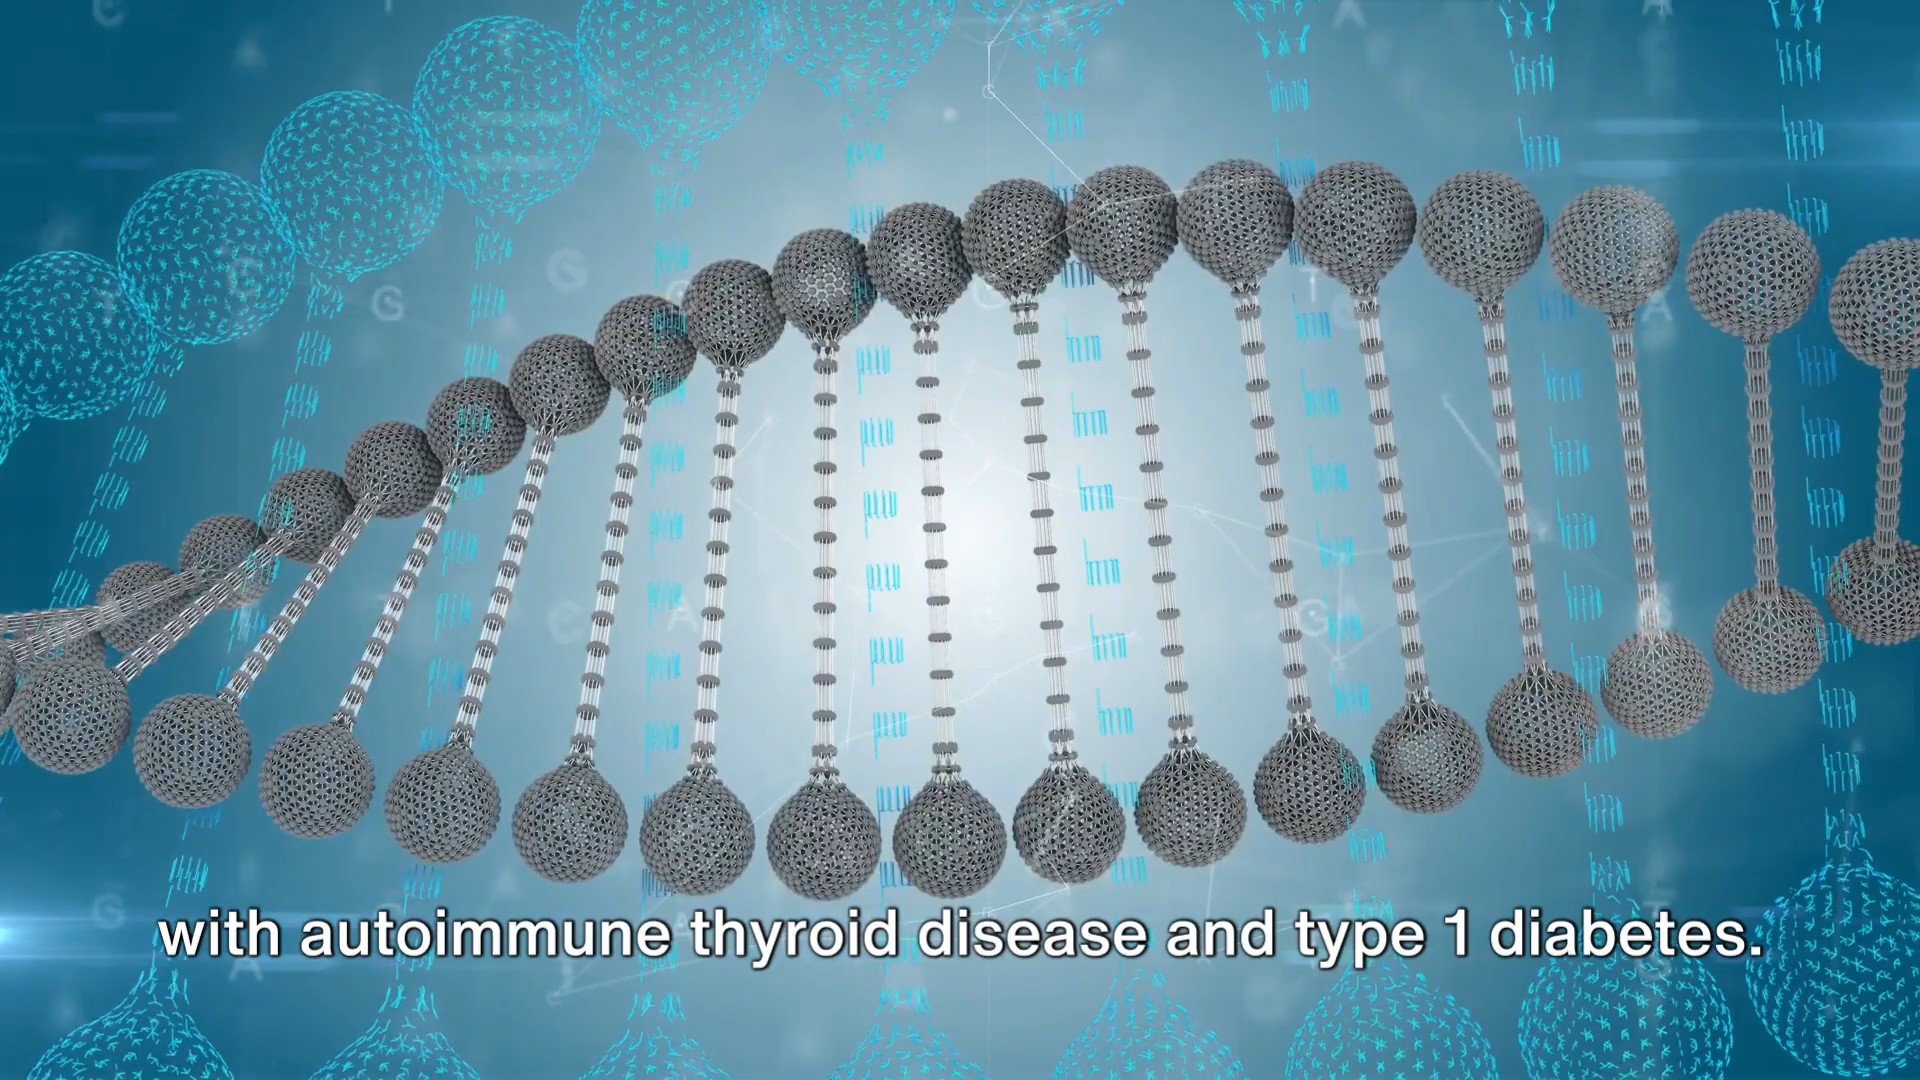 with autoimmune thyroid disease and type 1 diabetes.